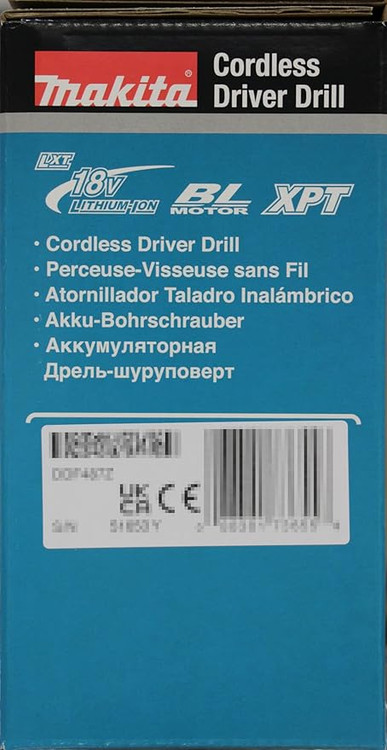 makita®
Cordless
Driver Drill
LXT
18V
LITHIUM-ION
BL
MOTOR
XPT
· Cordless Driver Drill
· Perceuse-Visseuse sans Fil
· Atornillador Taladro Inalámbrico
· Akku-Bohrschrauber
· Аккумуляторная
Дрель-шуруповерт
DDF487Z
UK
CA
CE
S/N